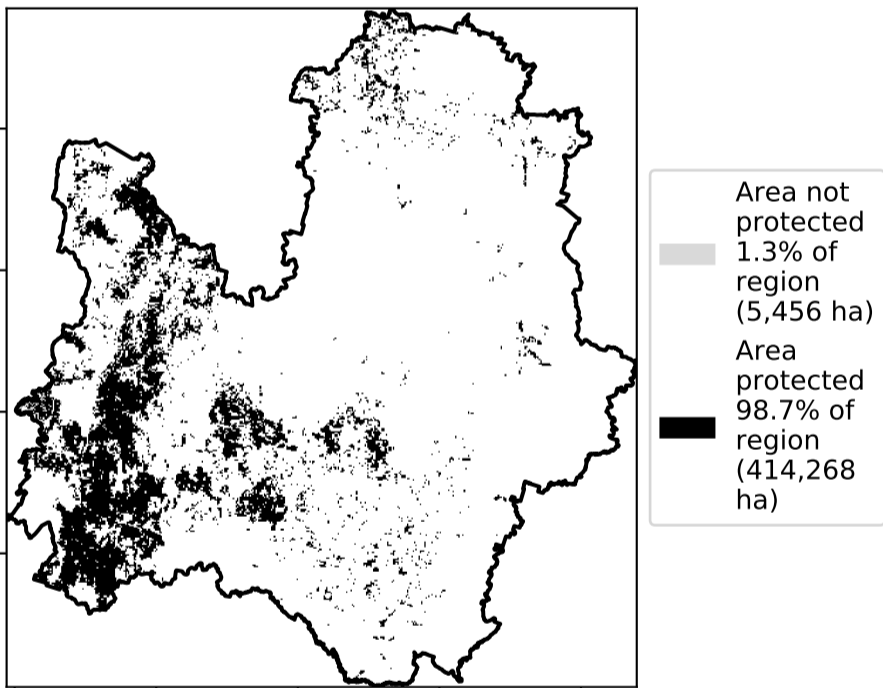 Area not
protected
1.3% of
region
(5,456 ha)
Area
protected
98.7% of
region
(414,268
ha)